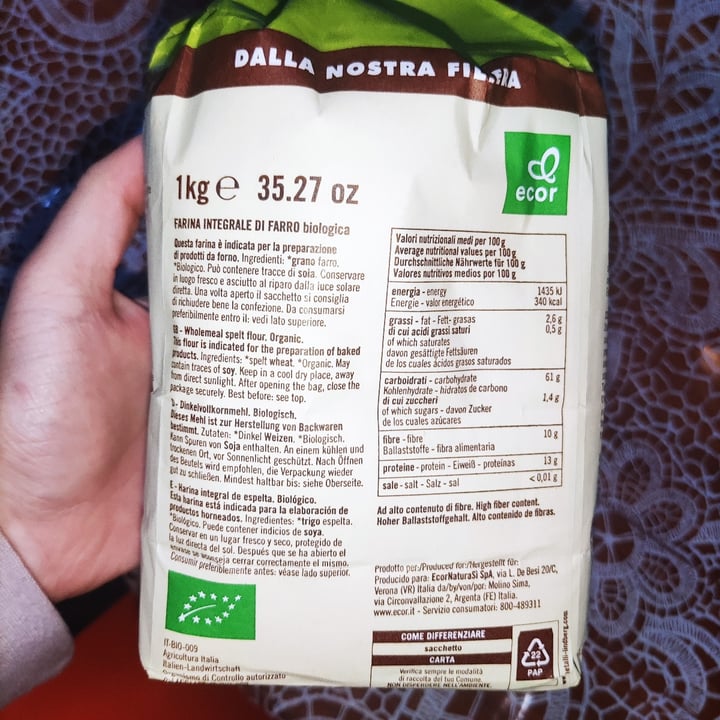 DALLA NOSTRA
1kg e 35.27 oz
ecor
FARINA INTEGRALE DI FARRO biologica
Questa farina è indicata per la preparazione
di prodotti da forno. Ingredienti: *grano farro.
*Biologico. Può contenere tracce di soia. Conservare
in luogo fresco e asciutto al riparo dalla luce solare
diretta. Una volta aperto il sacchetto si consiglia
di richiudere bene la confezione. Da consumarsi
preferibilmente entro il: vedi lato superiore.
GB - Wholemeal spelt flour. Organic.
This flour is indicated for the preparation of baked
products. Ingredients: *spelt wheat. *Organic. May
contain traces of soy. Keep in a cool dry place, away
from direct sunlight. After opening the bag, close the
package securely. Best before: see top.
D - Dinkelvollkornmehl. Biologisch.
Dieses Mehl ist zur Herstellung von Backwaren
bestimmt. Zutaten: *Dinkel Weizen. *Biologisch.
Kann Spuren von Soja enthalten. An einem kühlen und
trockenen Ort, vor Sonnenlicht geschützt. Nach Öffnen
des Beutels wird empfohlen, die Verpackung wieder
gut zu schließen. Mindest haltbar bis: siehe Oberseite.
E - Harina integral de espelta. Biológico.
Esta harina está indicada para la elaboración de
productos horneados. Ingredientes: *trigo espelta.
*Biológico. Puede contener indicios de soya.
Conservar en un lugar fresco y seco, protegido de
la luz directa del sol. Después que se ha abierto el
envase se aconseja cerrar correctamente el mismo.
Consumir preferiblemente antes: véase lado superior.
IT-BIO-009
Agricoltura Italia
Italien-Landwirtschaft
Organismo di Controllo autorizzato
Valori nutrizionali medi per 100 g
Average nutritional values per 100g
Durchschnittliche Nährwerte für 100 g
Valores nutritivos medios por 100 g
energia - energy 1435 kJ
Energie - valor energético 340 kcal
grassi - fat - Fett- grasas 2,6 g
di cui acidi grassi saturi 0,5 g
of which saturates
davon gesättigte Fettsäuren
de los cuales ácidos grasos saturados
carboidrati - carbohydrate 61 g
Kohlenhydrate - hidratos de carbono
di cui zuccheri 1,4 g
of which sugars - davon Zucker
de los cuales azúcares
fibre - fibre 10 g
Ballaststoffe - fibra alimentaria
proteine - protein - Eiweiß - proteínas 13 g
sale - salt - Salz - sal < 0,01 g
Ad alto contenuto di fibre. High fiber content.
Hoher Ballaststoffgehalt. Alto contenido de fibras.
Prodotto per:/Produced for:/Hergestellt für:
Producido para: EcorNaturaSì SpA, via L. De Besi 20/C,
Verona (VR) Italia da/by/von/por: Molino Sima,
via Circonvallazione 2, Argenta (FE) Italia.
www.ecor.it - Servizio consumatori: 800-489311
COME DIFFERENZIARE
sacchetto
CARTA
Verifica sempre le modalità
di raccolta del tuo Comune.
NON DISPERDERE NELL'AMBIENTE.
22
PAP